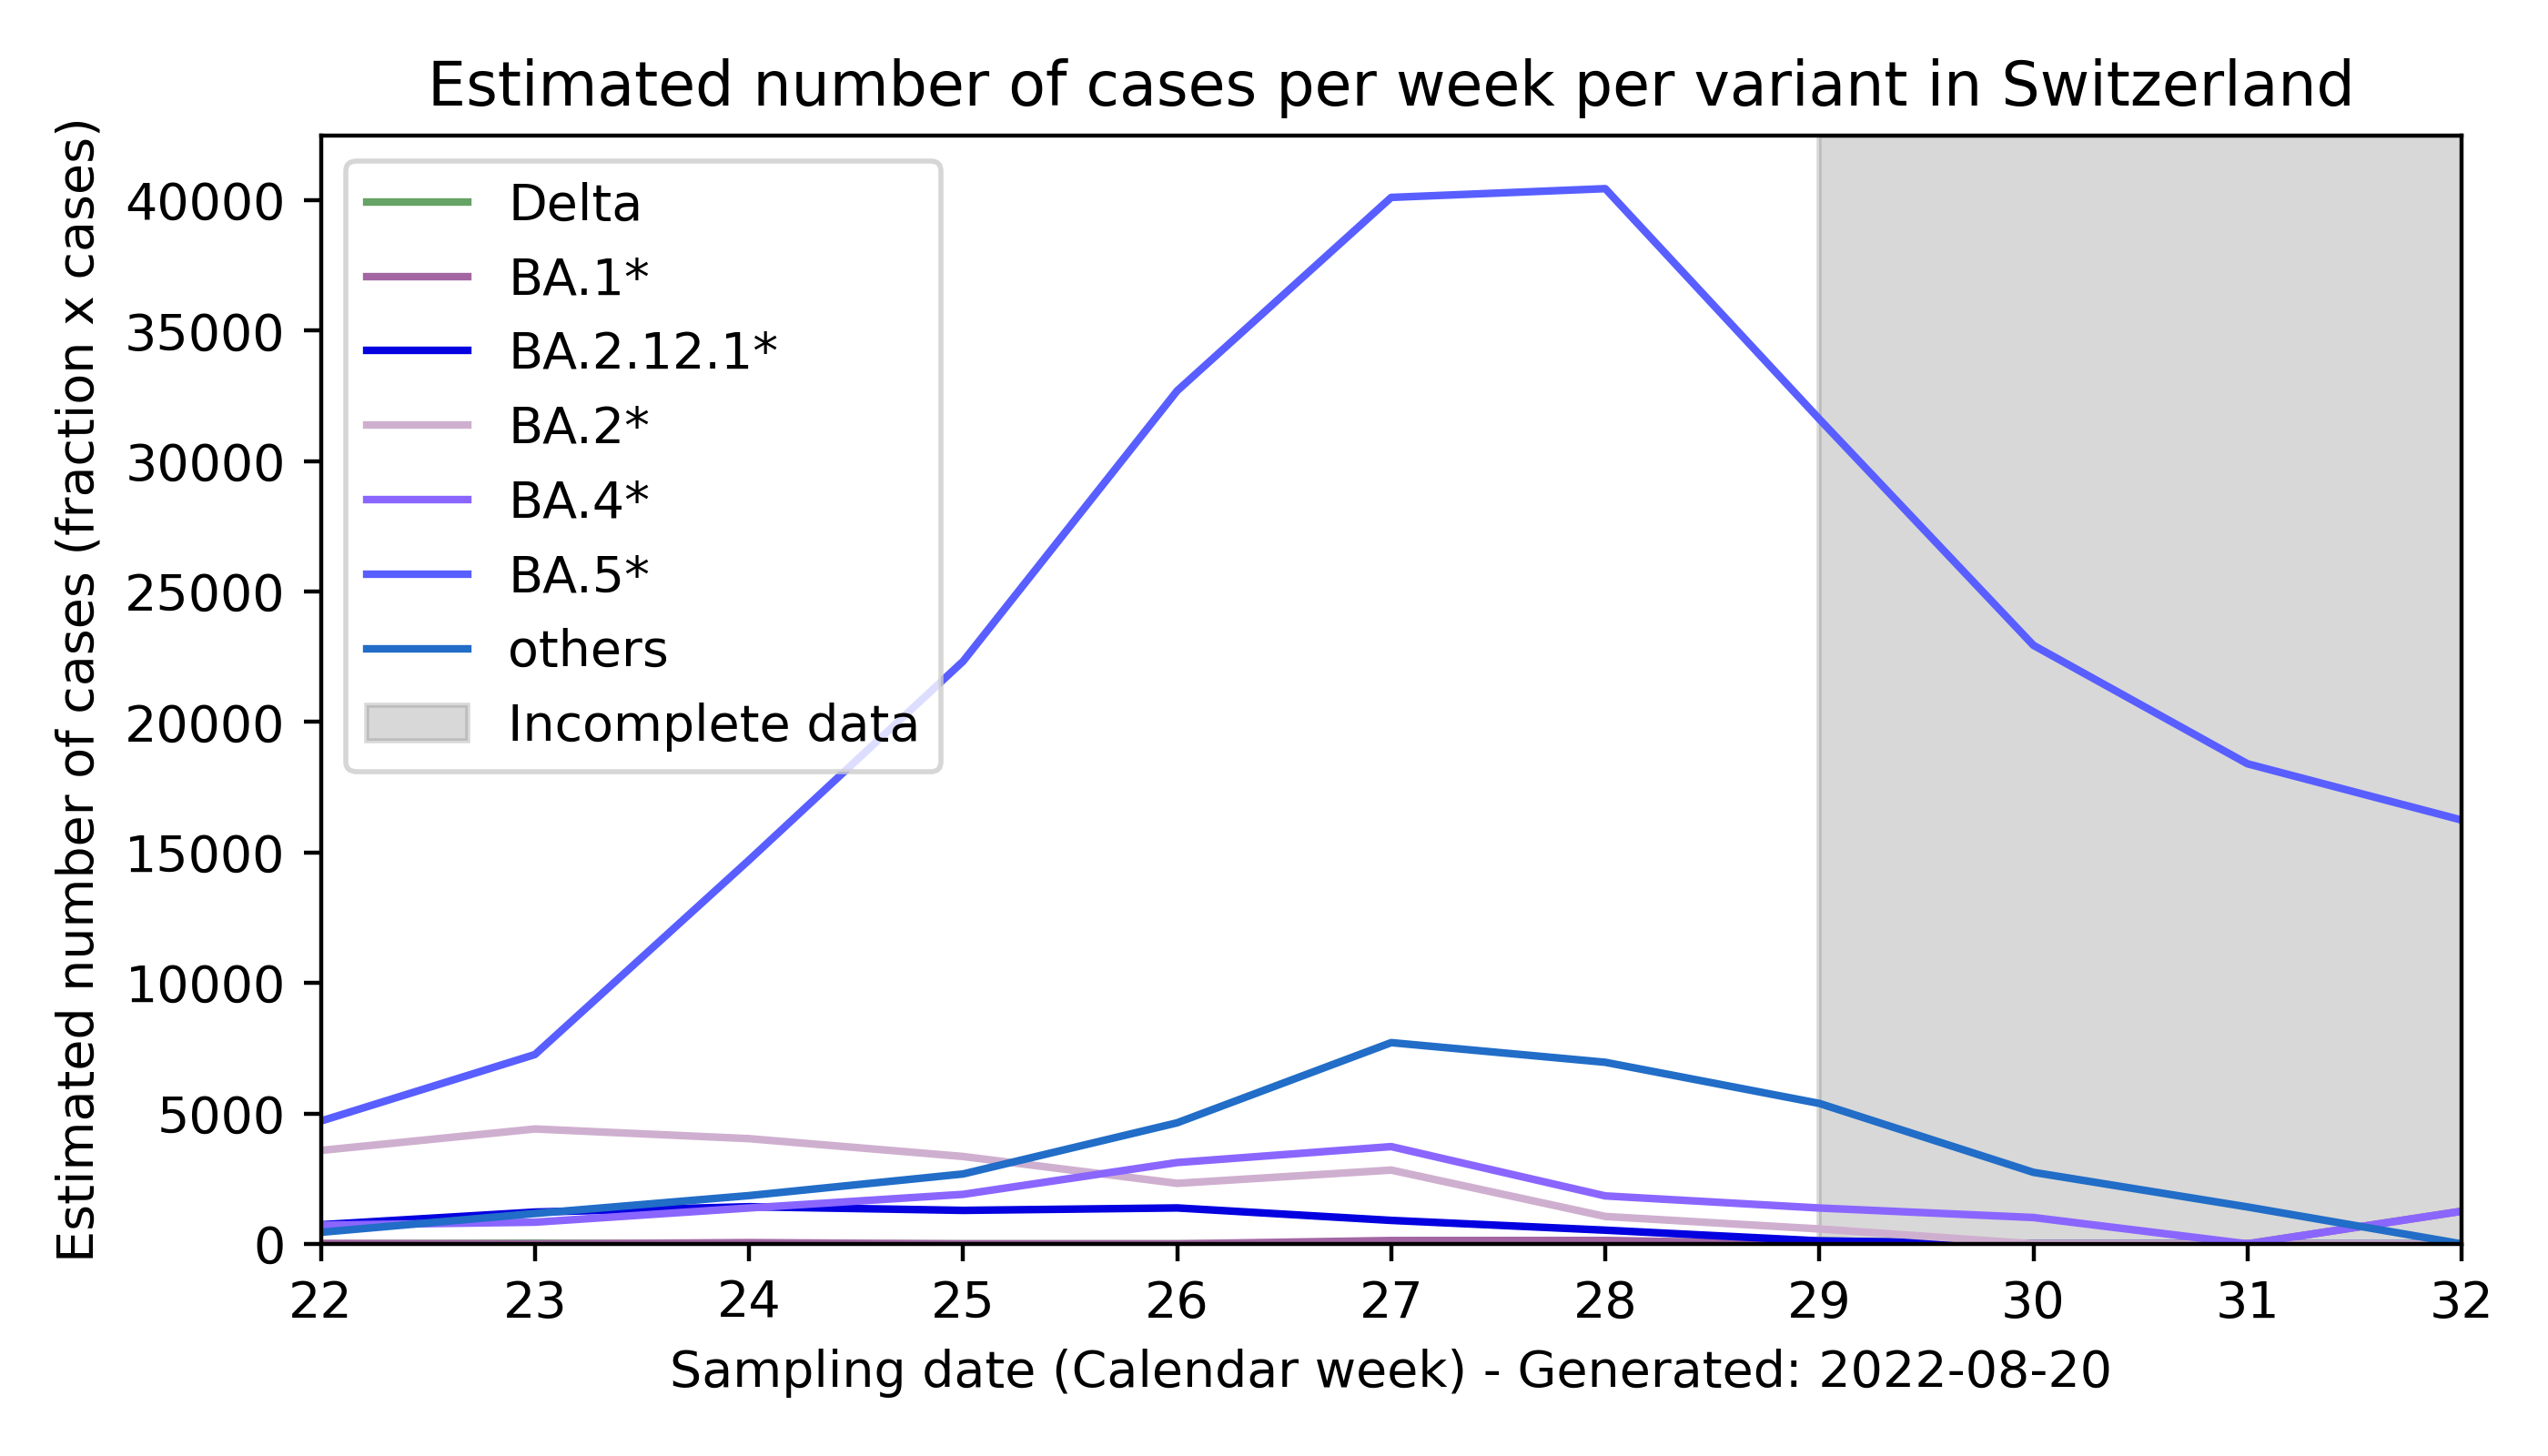 Estimated number of cases per week per variant in Switzerland
Estimated number of cases (fraction x cases)
40000
35000
30000
25000
20000
15000
10000
5000
0
Delta
BA.1*
BA.2.12.1*
BA.2*
BA.4*
BA.5*
others
Incomplete data
22 23 24 25 26 27 28 29 30 31 32
Sampling date (Calendar week) - Generated: 2022-08-20